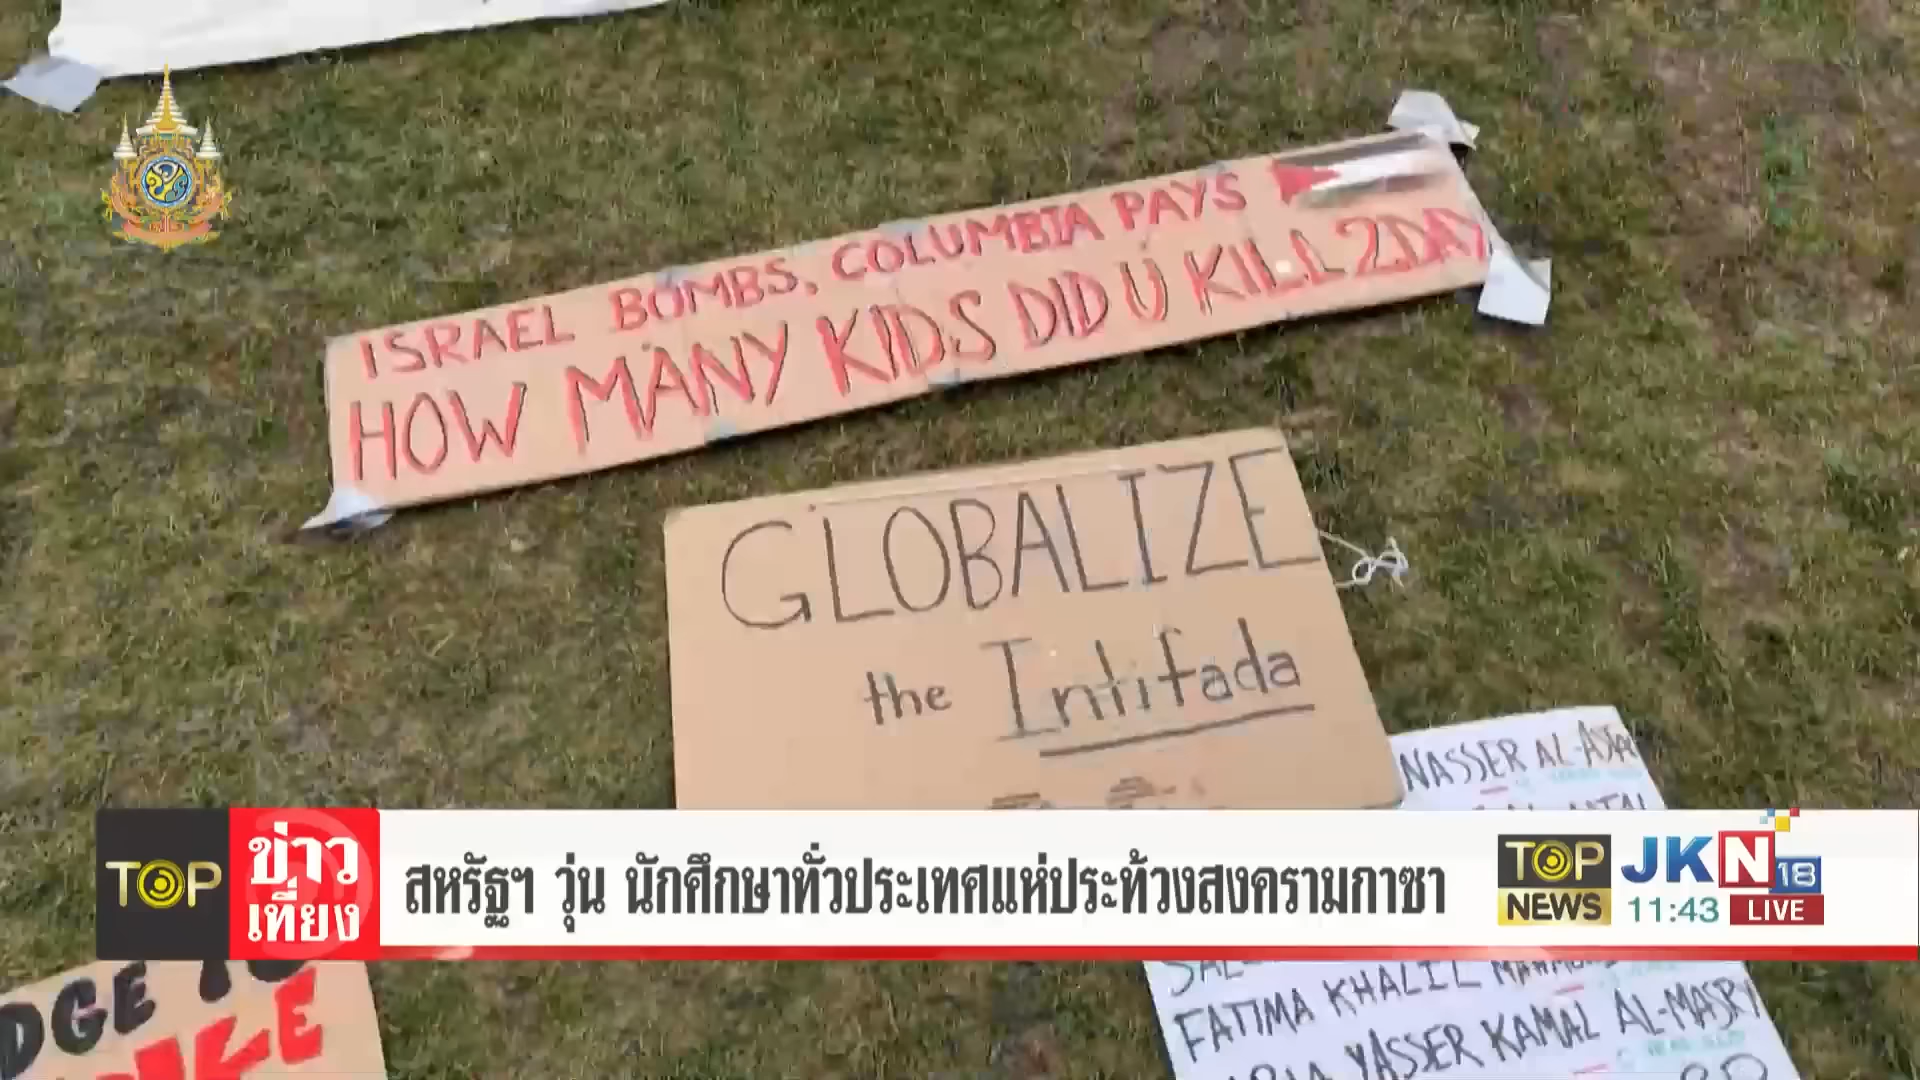 ISRAEL BOMBS, COLUMBIA PAYS
HOW MANY KIDS DID U KILL 2DAY
GLOBALIZE
the Intifada
NASSER AL-
TOP
ข่าว
เที่ยง
สหรัฐฯ วุ่น นักศึกษาทั่วประเทศแห่ประท้วงสงครามกาซา
TOP
NEWS
JKN
18
11:43
LIVE
FATIMA KHALIL
YASSER KAMAL AL-MASRY